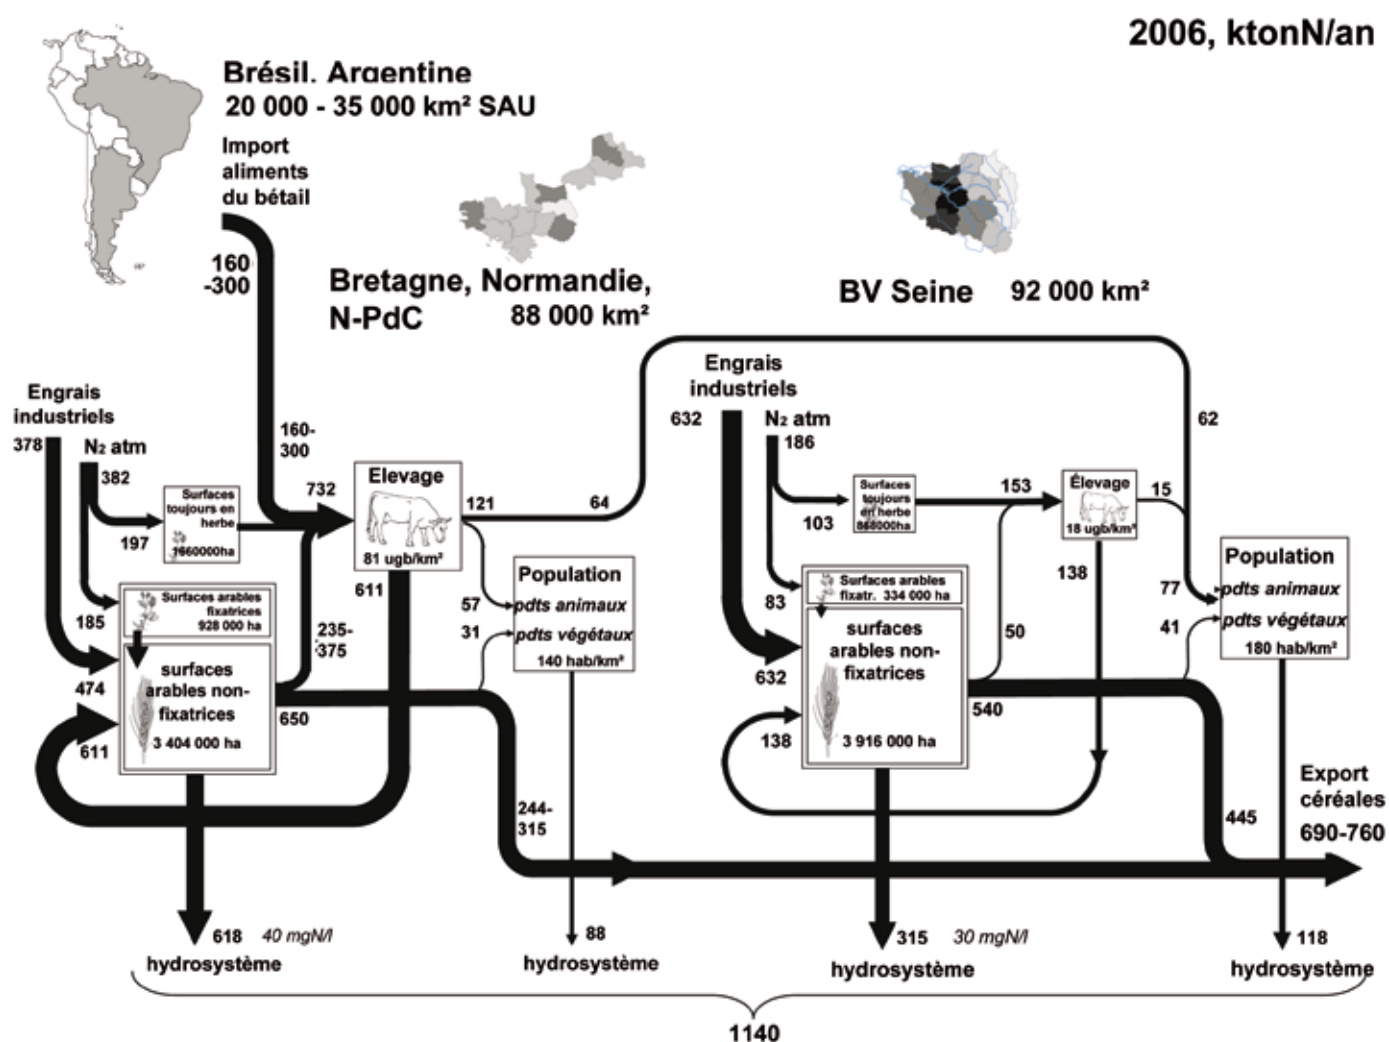 2006, ktonN/an
Brésil. Argentine
20 000 - 35 000 km² SAU
Import
aliments
du bétail
160
-300
Bretagne, Normandie,
N-PdC 88 000 km²
BV Seine 92 000 km²
Engrais
industriels
378
N₂ atm
382
197
185
474
611
Surfaces
toujours en
herbe
1660000ha
Surfaces arables
fixatrices
928 000 ha
surfaces
arables non-
fixatrices
3 404 000 ha
160-
300
732
235-
375
650
Elevage
81 ugb/km²
611
121
64
57
31
Population
pdts animaux
pdts végétaux
140 hab/km²
244-
315
618 40 mgN/l
hydrosystème
88
hydrosystème
Engrais
industriels
632
N₂ atm
186
103
83
632
138
Surfaces
toujours
en herbe
868000ha
Surfaces arables
fixatr. 334 000 ha
surfaces
arables non-
fixatrices
3 916 000 ha
153
50
540
Élevage
18 ugb/km²
138
15
62
77
41
Population
pdts animaux
pdts végétaux
180 hab/km²
445
Export
céréales
690-760
315 30 mgN/l
hydrosystème
118
hydrosystème
1140